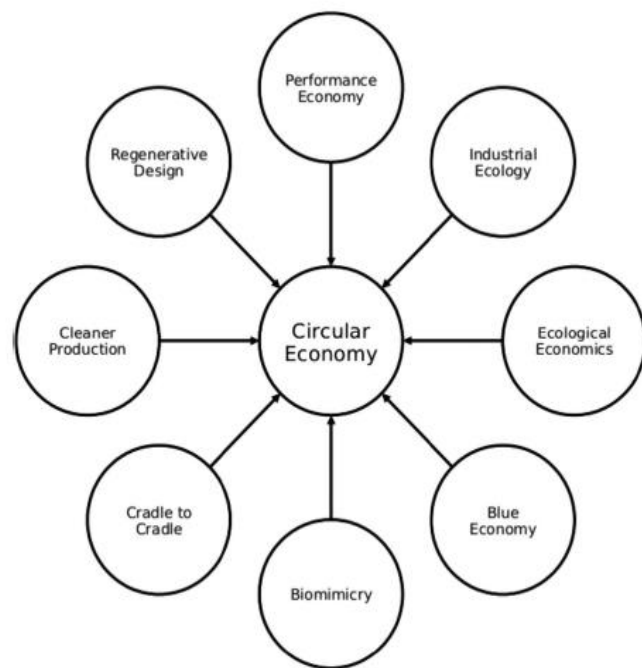 Performance
Economy
Regenerative
Design
Industrial
Ecology
Cleaner
Production
Circular
Economy
Ecological
Economics
Cradle to
Cradle
Blue
Economy
Biomimicry